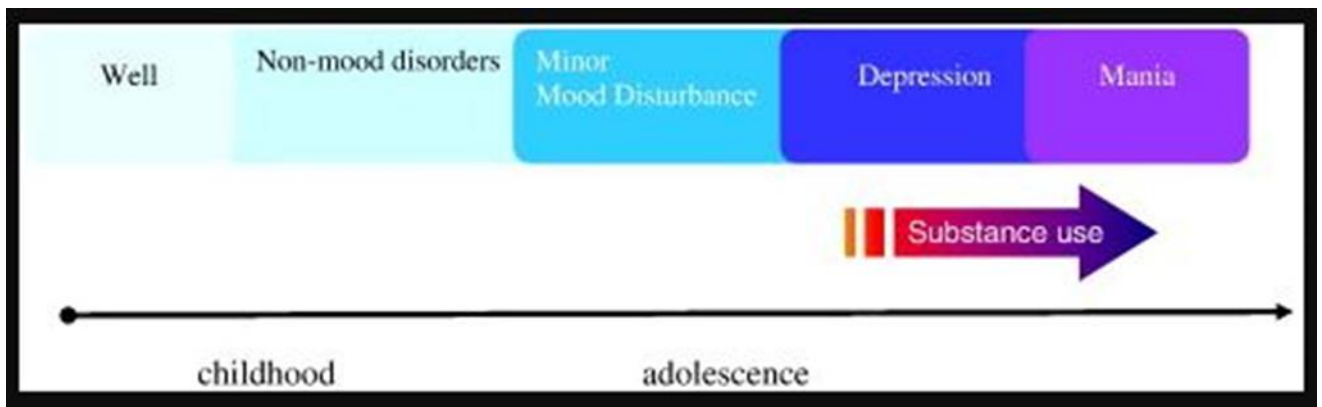 Well
Non-mood disorders
Minor
Mood Disturbance
Depression
Mania
Substance use
childhood
adolescence